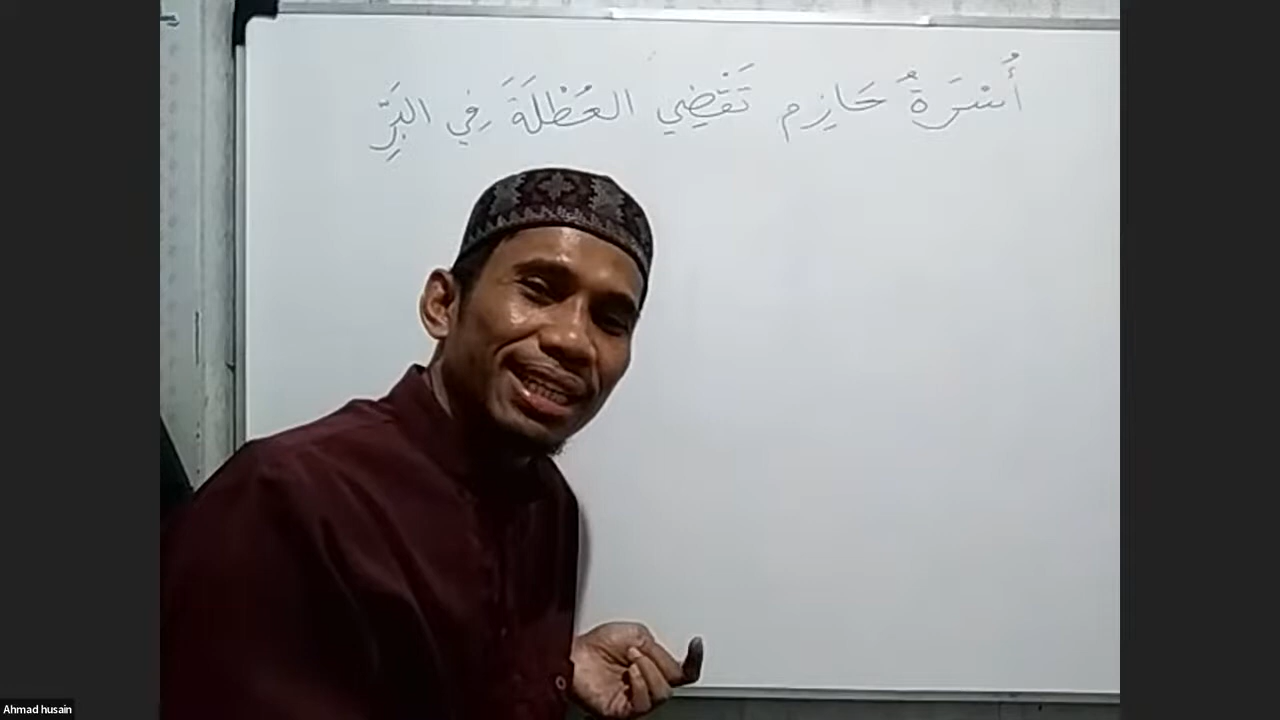 أُسْرَةُ حَازِم تَقْضِي العُطْلَةَ فِي البَرِّ
Ahmad husain